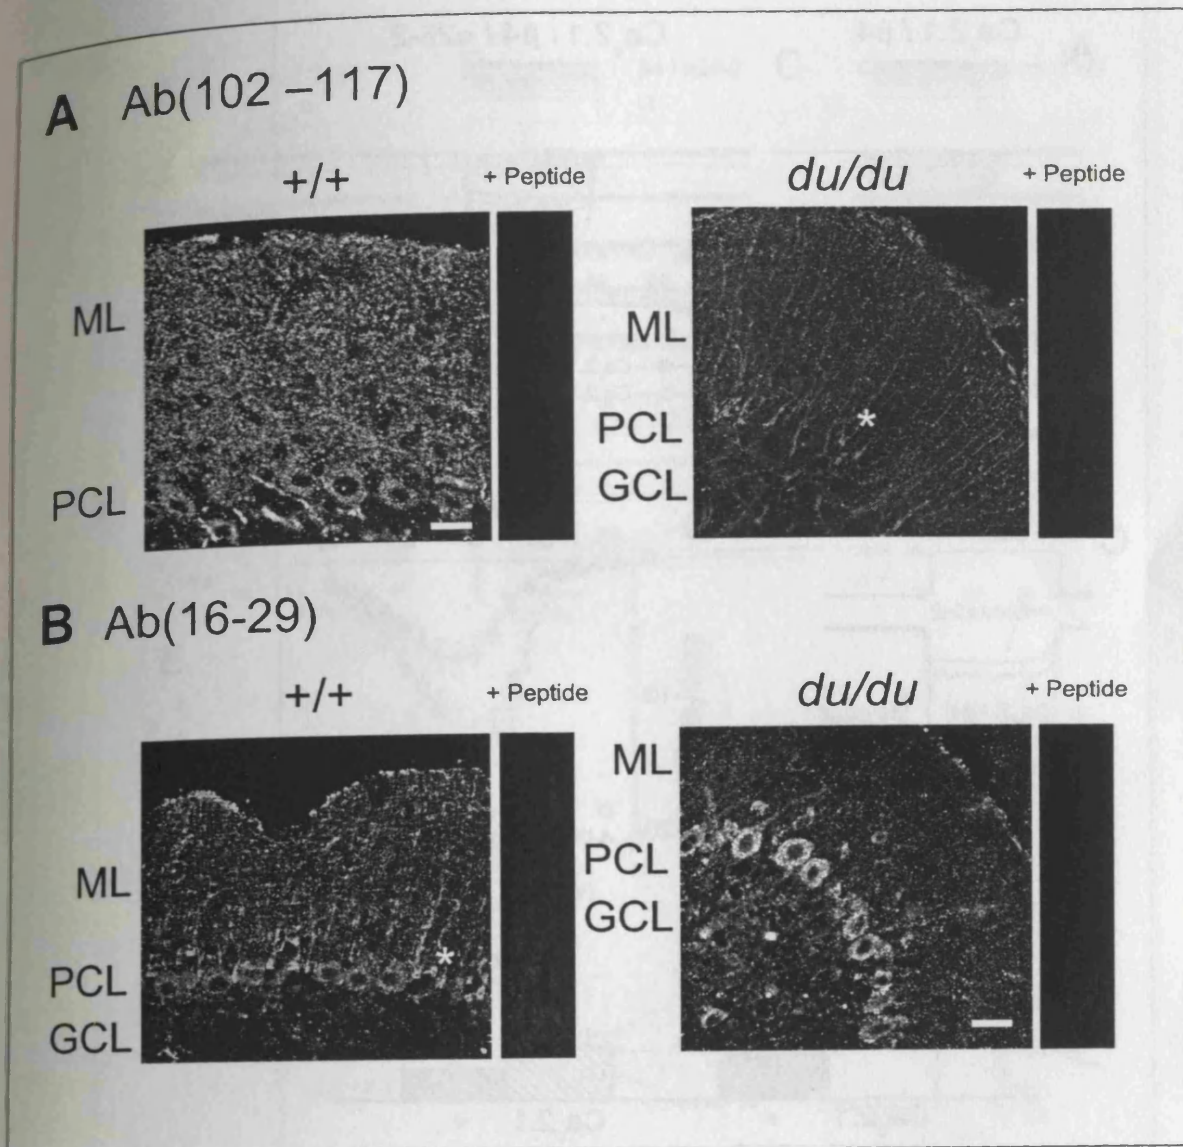 A Ab(102 –117)
+/+ + Peptide du/du + Peptide
ML
ML
*
PCL
GCL
PCL
B Ab(16-29)
+/+ + Peptide du/du + Peptide
ML
PCL
ML
GCL
*
PCL
GCL